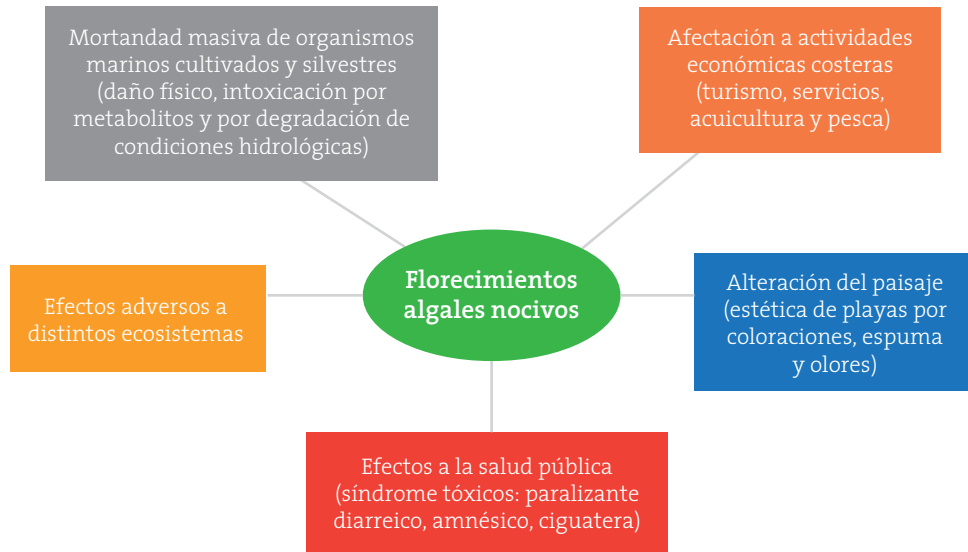 Mortandad masiva de organismos
marinos cultivados y silvestres
(daño físico, intoxicación por
metabolitos y por degradación de
condiciones hidrológicas)
Afectación a actividades
económicas costeras
(turismo, servicios,
acuicultura y pesca)
Florecimientos
algales nocivos
Efectos adversos a
distintos ecosistemas
Alteración del paisaje
(estética de playas por
coloraciones, espuma
y olores)
Efectos a la salud pública
(síndrome tóxicos: paralizante
diarreico, amnésico, ciguatera)